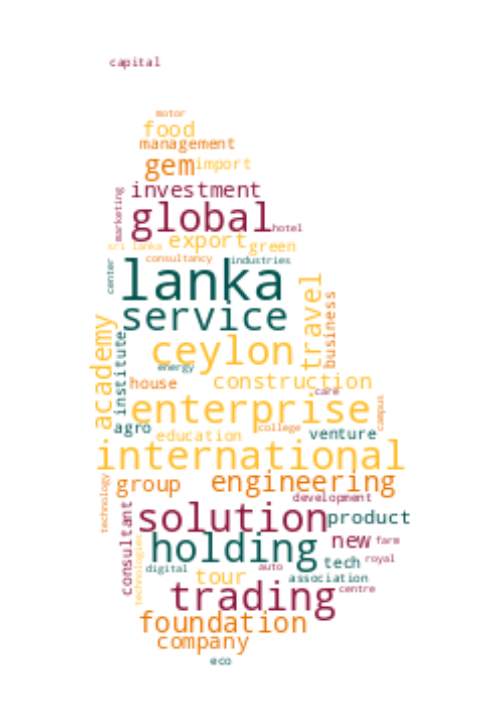 capital
motor
food
management
gem import
investment
marketing
global hotel
sri lanka export green
consultancy industries
center
lanka
service
travel
business
ceylon
academy
institute
energy
house construction
care
enterprise
campus
agro education college venture
international
group engineering
technology
development
consultant
solution product
holding new farm
technologies
digital auto tech royal
tour association
trading centre
foundation
company
eco